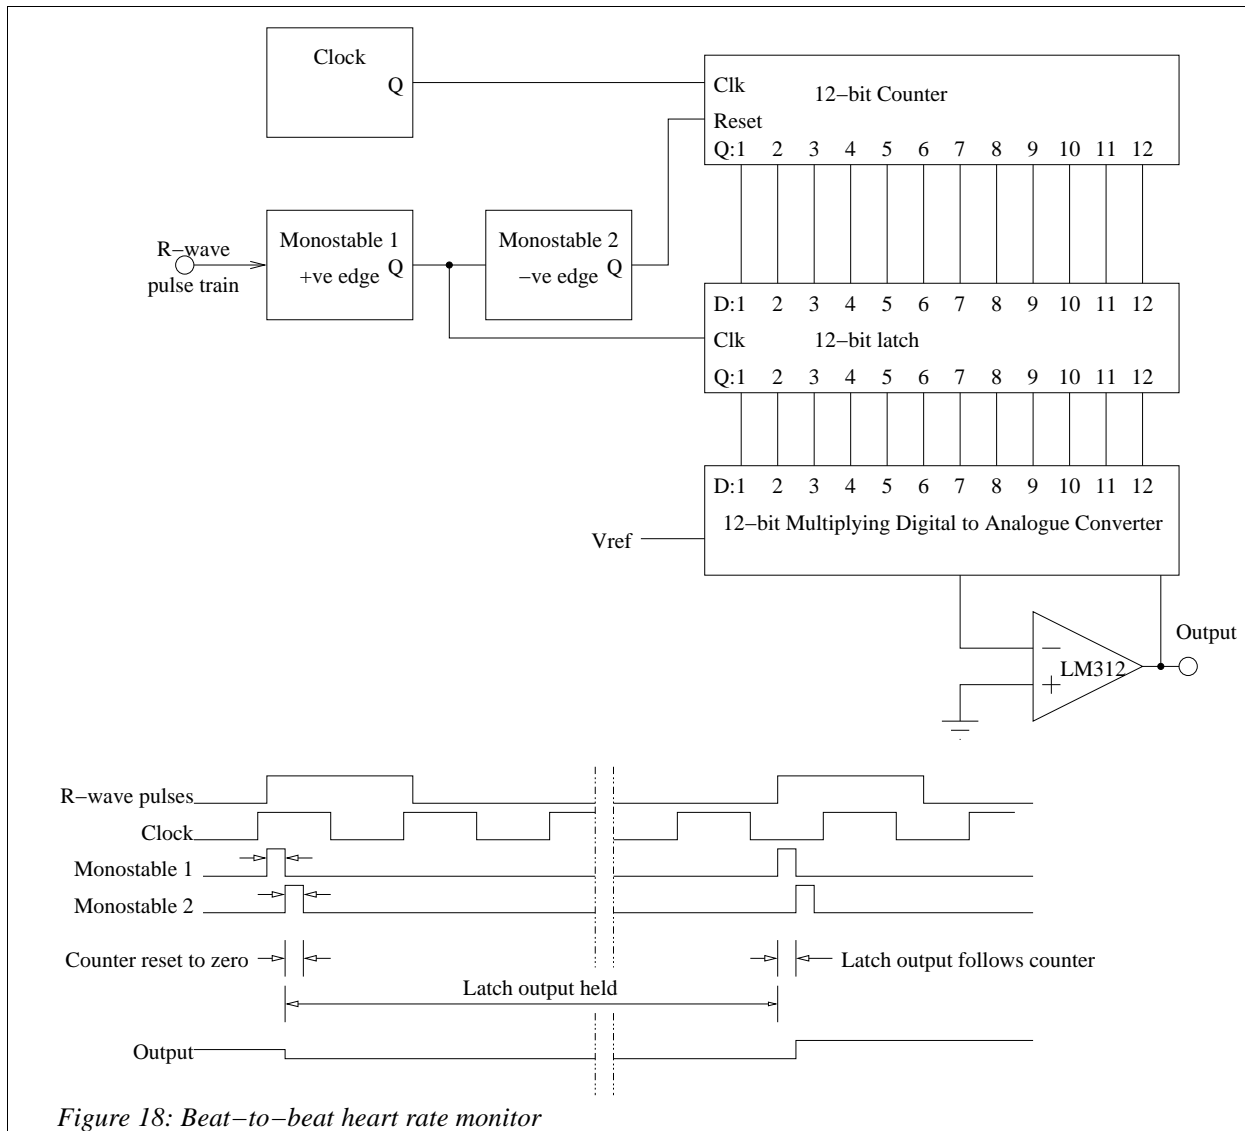 Clock
Q
Clk
12−bit Counter
Reset
Q:1 2 3 4 5 6 7 8 9 10 11 12
R−wave
pulse train
Monostable 1
Q
+ve edge
Monostable 2
Q
−ve edge
D:1 2 3 4 5 6 7 8 9 10 11 12
Clk
12−bit latch
Q:1 2 3 4 5 6 7 8 9 10 11 12
D:1 2 3 4 5 6 7 8 9 10 11 12
12−bit Multiplying Digital to Analogue Converter
Vref
−
LM312
+
Output
R−wave pulses
Clock
Monostable 1
Monostable 2
Counter reset to zero
Latch output follows counter
Latch output held
Output
Figure 18: Beat−to−beat heart rate monitor